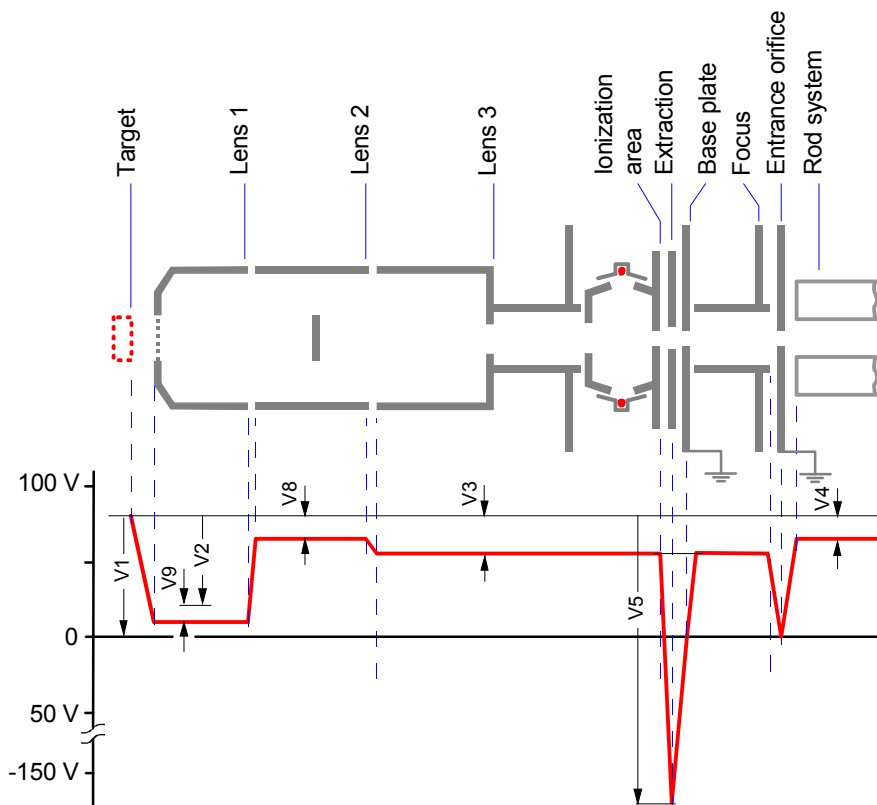 Target
Lens 1
Lens 2
Lens 3
Ionization
area
Extraction
Base plate
Focus
Entrance orifice
Rod system
100 V
V1
V9
V2
V8
V3
V5
V4
0
50 V
-150 V